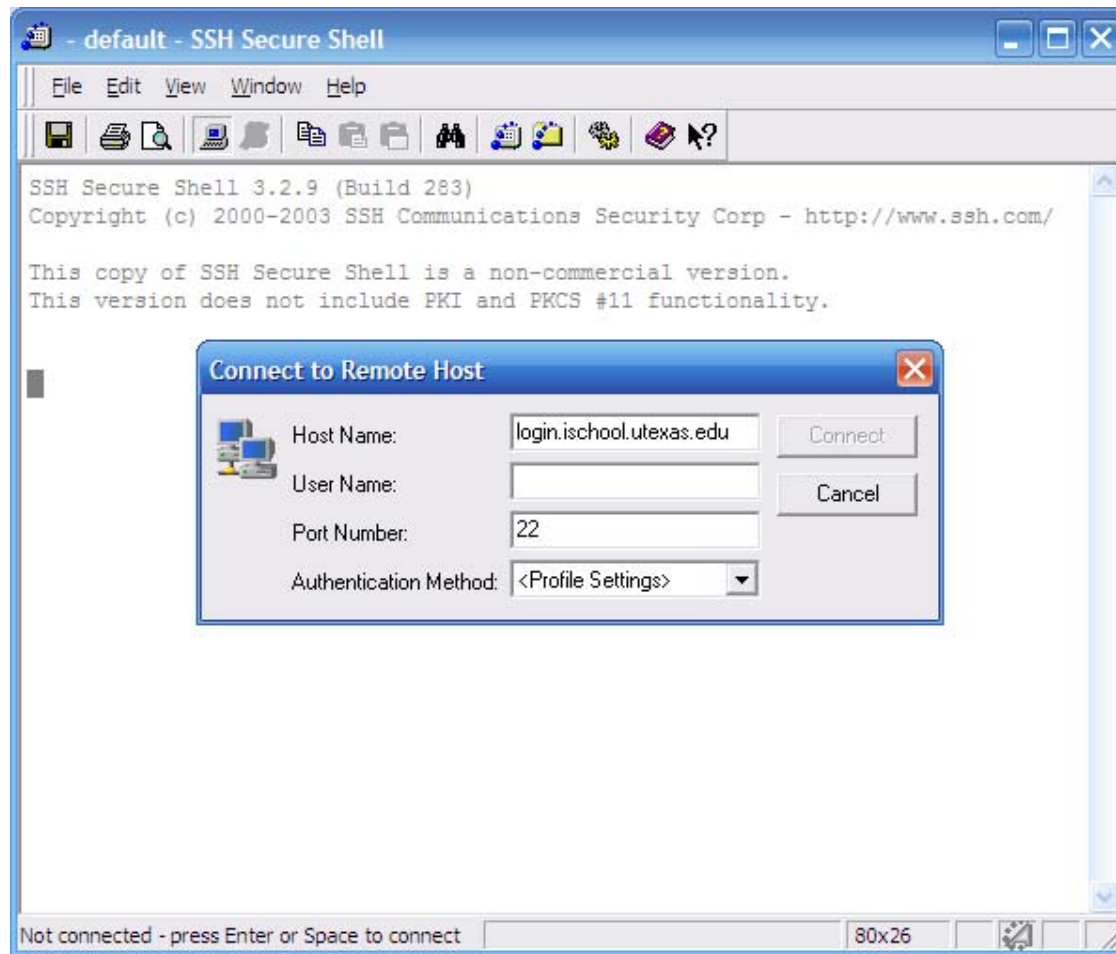 - default - SSH Secure Shell
File Edit View Window Help
SSH Secure Shell 3.2.9 (Build 283)
Copyright (c) 2000-2003 SSH Communications Security Corp - http://www.ssh.com/
This copy of SSH Secure Shell is a non-commercial version.
This version does not include PKI and PKCS #11 functionality.
Connect to Remote Host
Host Name: login.ischool.utexas.edu Connect
User Name: Cancel
Port Number: 22
Authentication Method: <Profile Settings>
Not connected - press Enter or Space to connect 80x26